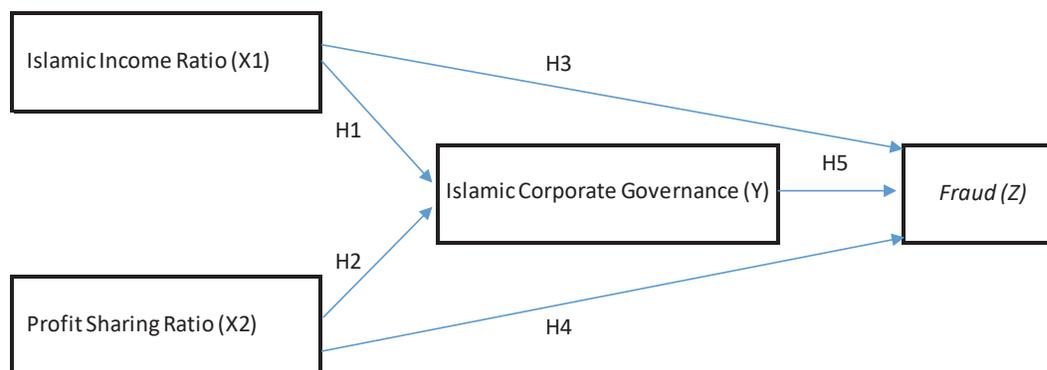 Islamic Income Ratio (X1)
H3
H1
H5
Islamic Corporate Governance (Y)
Fraud (Z)
H2
Profit Sharing Ratio (X2)
H4